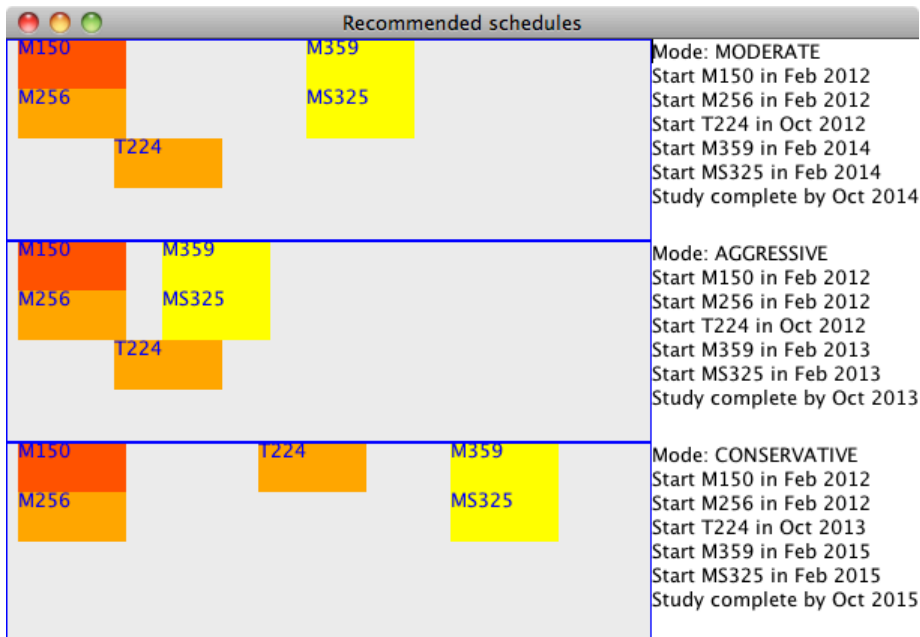 Recommended schedules
M150
M359
M256
MS325
T224
Mode: MODERATE
Start M150 in Feb 2012
Start M256 in Feb 2012
Start T224 in Oct 2012
Start M359 in Feb 2014
Start MS325 in Feb 2014
Study complete by Oct 2014
M150
M359
M256
MS325
T224
Mode: AGGRESSIVE
Start M150 in Feb 2012
Start M256 in Feb 2012
Start T224 in Oct 2012
Start M359 in Feb 2013
Start MS325 in Feb 2013
Study complete by Oct 2013
M150
T224
M359
M256
MS325
Mode: CONSERVATIVE
Start M150 in Feb 2012
Start M256 in Feb 2012
Start T224 in Oct 2013
Start M359 in Feb 2015
Start MS325 in Feb 2015
Study complete by Oct 2015